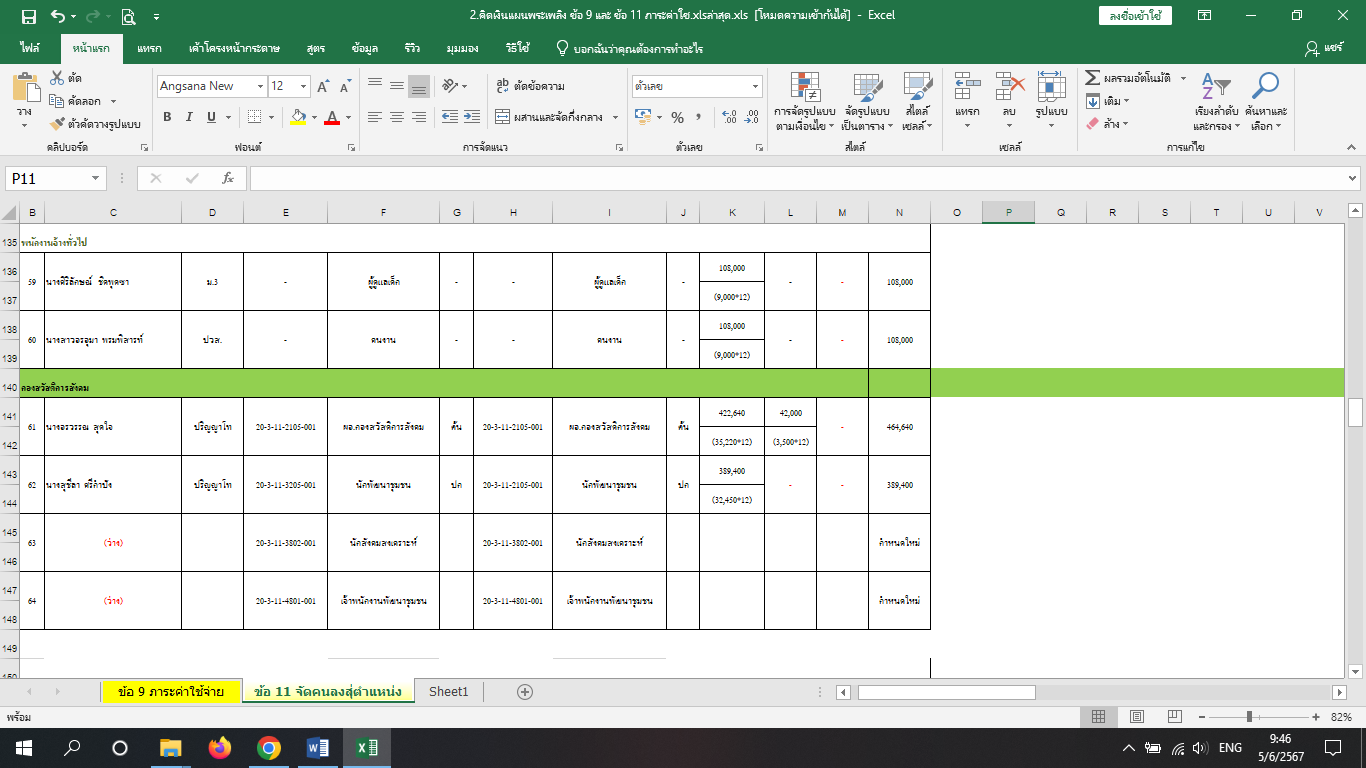 2.คิดเงินแผนพระเพลิง ข้อ 9 และ ข้อ 11 ภาระค่าใช.xlsล่าสุด.xls [โหมดความเข้ากันได้] - Excel
ลงชื่อเข้าใช้
ไฟล์ หน้าแรก แทรก เค้าโครงหน้ากระดาษ สูตร ข้อมูล รีวิว มุมมอง วิธีใช้ บอกฉันว่าคุณต้องการทำอะไร แชร์
วาง
ตัด
คัดลอก
ตัวคัดวางรูปแบบ
คลิปบอร์ด
Angsana New 12
B I U
ฟอนต์
ตัดข้อความ
ผสานและจัดกึ่งกลาง
การจัดแนว
ตัวเลข
ตัวเลข
การจัดรูปแบบ
ตามเงื่อนไข
จัดรูปแบบ
เป็นตาราง
สไตล์
เซลล์
สไตล์
แทรก ลบ รูปแบบ
เซลล์
ผลรวมอัตโนมัติ
เติม
ล้าง
เรียงลำดับ
และกรอง
ค้นหาและ
เลือก
การแก้ไข
P11 fx
B C D E F G H I J K L M N O P Q R S T U V
135 พนักงานจ้างทั่วไป
136 108,000
59 นางศิริลักษณ์ ชิดพุดซา ม.3 - ผู้ดูแลเด็ก - - ผู้ดูแลเด็ก - - - 108,000
137 (9,000*12)
138 108,000
60 นางสาวอรอุมา พรมพิลารท์ ปวส. - คนงาน - - คนงาน - - - 108,000
139 (9,000*12)
140 กองสวัสดิการสังคม
141 422,640 42,000
61 นางอรวรรณ สุดใจ ปริญญาโท 20-3-11-2105-001 ผอ.กองสวัสดิการสังคม ต้น 20-3-11-2105-001 ผอ.กองสวัสดิการสังคม ต้น - 464,640
142 (35,220*12) (3,500*12)
143 389,400
62 นางสุชีลา ศรีกำปัง ปริญญาโท 20-3-11-3205-001 นักพัฒนาชุมชน ปก 20-3-11-2105-001 นักพัฒนาชุมชน ปก - - 389,400
144 (32,450*12)
145
63 (ว่าง) 20-3-11-3802-001 นักสังคมสงเคราะห์ 20-3-11-3802-001 นักสังคมสงเคราะห์ กำหนดใหม่
146
147
64 (ว่าง) 20-3-11-4801-001 เจ้าพนักงานพัฒนาชุมชน 20-3-11-4801-001 เจ้าพนักงานพัฒนาชุมชน กำหนดใหม่
148
149
150
ข้อ 9 ภาระค่าใช้จ่าย ข้อ 11 จัดคนลงสู่ตำแหน่ง Sheet1
พร้อม 82%
ENG 9:46
5/6/2567